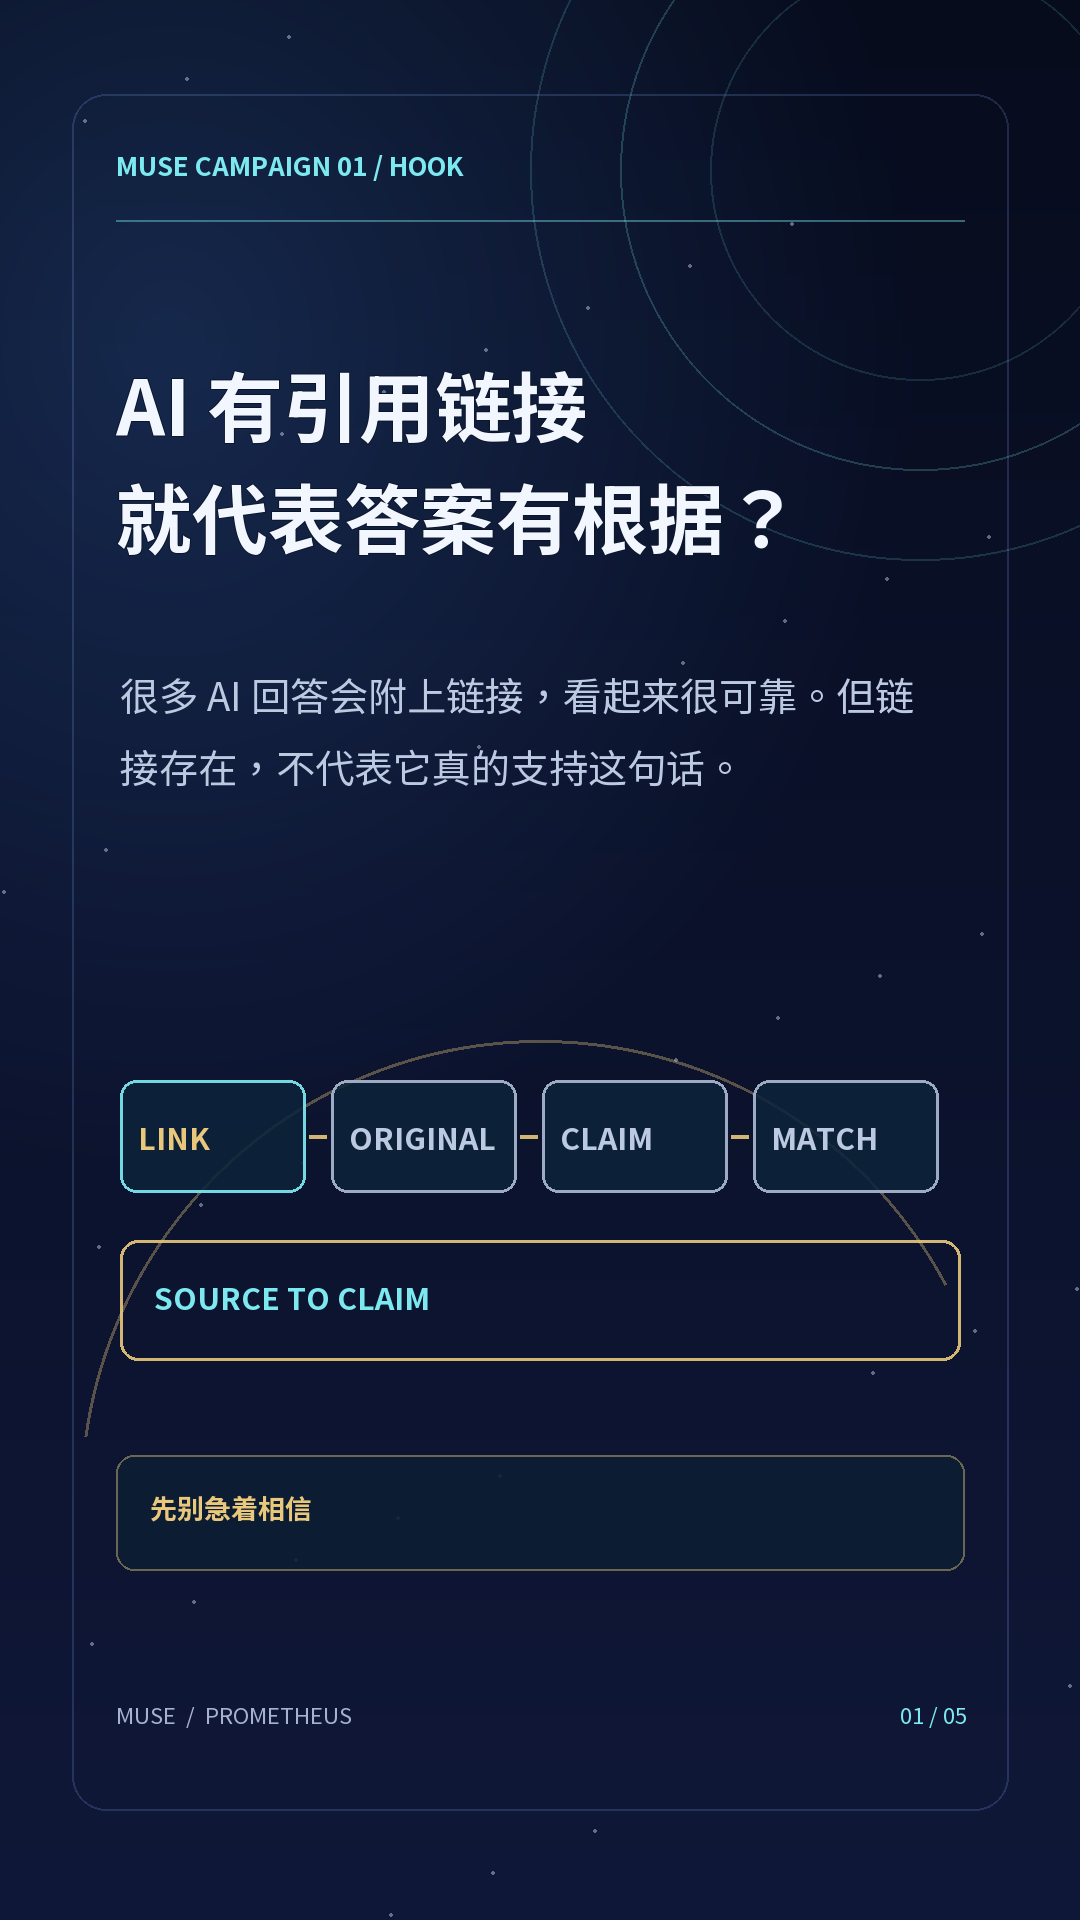 MUSE CAMPAIGN 01 / HOOK
AI 有引用链接
就代表答案有根据？
很多 AI 回答会附上链接，看起来很可靠。但链
接存在，不代表它真的支持这句话。
LINK
ORIGINAL
CLAIM
MATCH
SOURCE TO CLAIM
先别急着相信
MUSE / PROMETHEUS
01 / 05